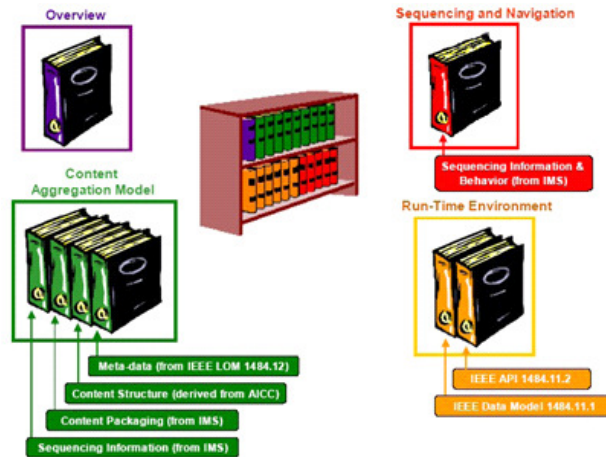 Overview
Sequencing and Navigation
Sequencing Information &
Behavior (from IMS)
Content
Aggregation Model
Run-Time Environment
Meta-data (from IEEE LOM 1484.12)
Content Structure (derived from AICC)
Content Packaging (from IMS)
Sequencing Information (from IMS)
IEEE API 1484.11.2
IEEE Data Model 1484.11.1